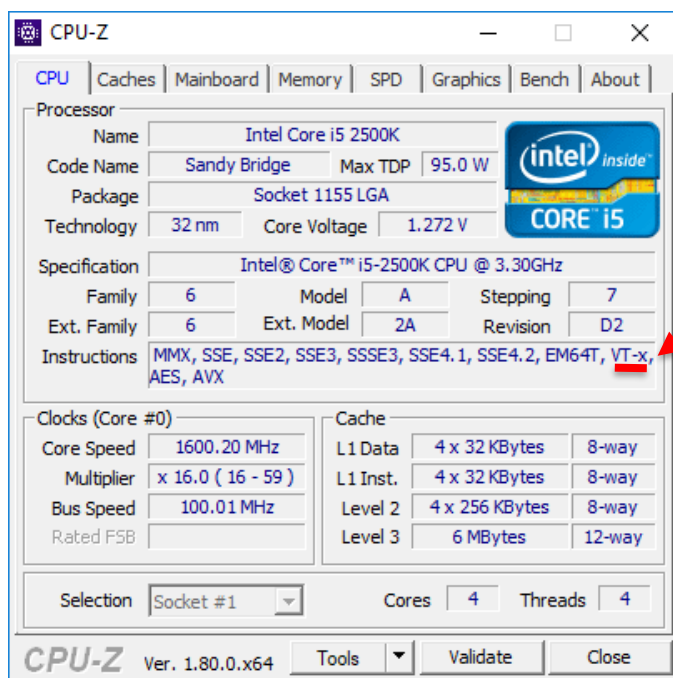 CPU-Z
CPU Caches Mainboard Memory SPD Graphics Bench About
Processor
Name Intel Core i5 2500K
Code Name Sandy Bridge Max TDP 95.0 W
Package Socket 1155 LGA
Technology 32 nm Core Voltage 1.272 V
intel inside™
CORE™ i5
Specification Intel® Core™ i5-2500K CPU @ 3.30GHz
Family 6 Model A Stepping 7
Ext. Family 6 Ext. Model 2A Revision D2
Instructions MMX, SSE, SSE2, SSE3, SSSE3, SSE4.1, SSE4.2, EM64T, VT-x,
AES, AVX
Clocks (Core #0)
Core Speed 1600.20 MHz
Multiplier x 16.0 ( 16 - 59 )
Bus Speed 100.01 MHz
Rated FSB
Cache
L1 Data 4 x 32 KBytes 8-way
L1 Inst. 4 x 32 KBytes 8-way
Level 2 4 x 256 KBytes 8-way
Level 3 6 MBytes 12-way
Selection Socket #1 Cores 4 Threads 4
CPU-Z Ver. 1.80.0.x64 Tools Validate Close